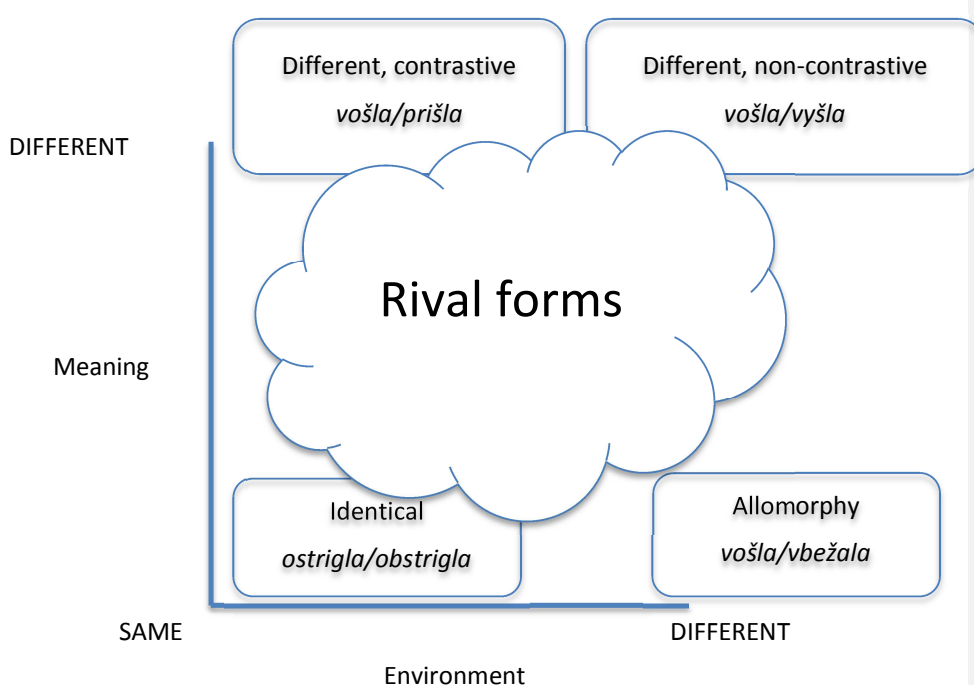 Different, contrastive
vošla/prišla
Different, non-contrastive
vošla/vyšla
DIFFERENT
Rival forms
Meaning
Identical
ostrigla/obstrigla
Allomorphy
vošla/vbežala
SAME
DIFFERENT
Environment